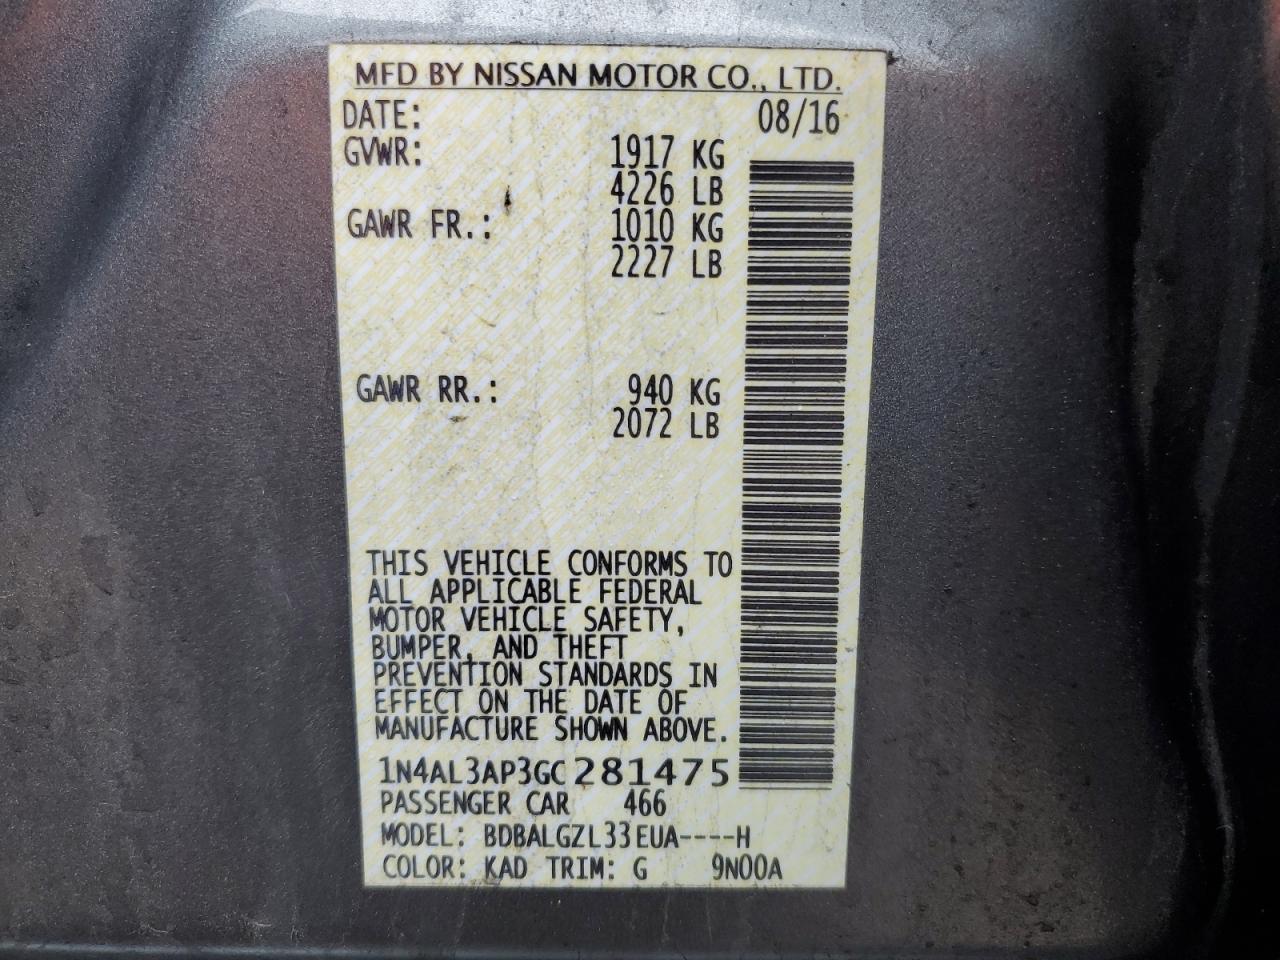 MFD BY NISSAN MOTOR CO., LTD.
DATE: 08/16
GVWR: 1917 KG
4226 LB
GAWR FR.: 1010 KG
2227 LB
GAWR RR.: 940 KG
2072 LB
THIS VEHICLE CONFORMS TO
ALL APPLICABLE FEDERAL
MOTOR VEHICLE SAFETY,
BUMPER, AND THEFT
PREVENTION STANDARDS IN
EFFECT ON THE DATE OF
MANUFACTURE SHOWN ABOVE.
1N4AL3AP3GC281475
PASSENGER CAR 466
MODEL: BDBALGZL33EUA----H
COLOR: KAD TRIM: G 9N00A